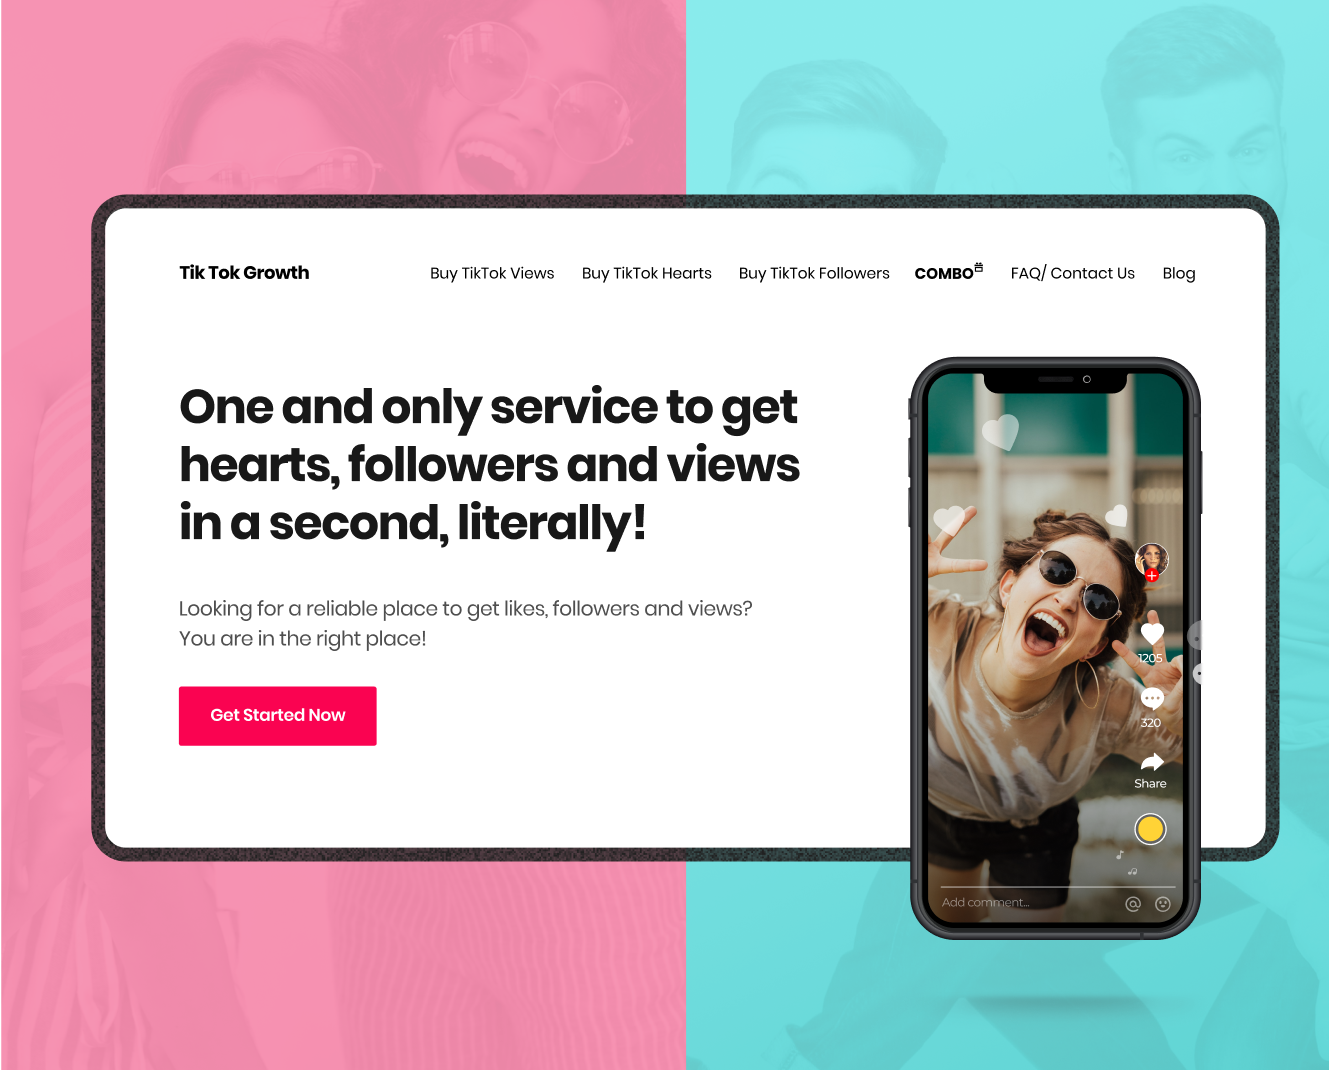 Tik Tok Growth
Buy TikTok Views
Buy TikTok Hearts
Buy TikTok Followers
COMBO
FAQ/ Contact Us
Blog
One and only service to get
hearts, followers and views
in a second, literally!
Looking for a reliable place to get likes, followers and views?
You are in the right place!
Get Started Now
1205
320
Share
Add comment...